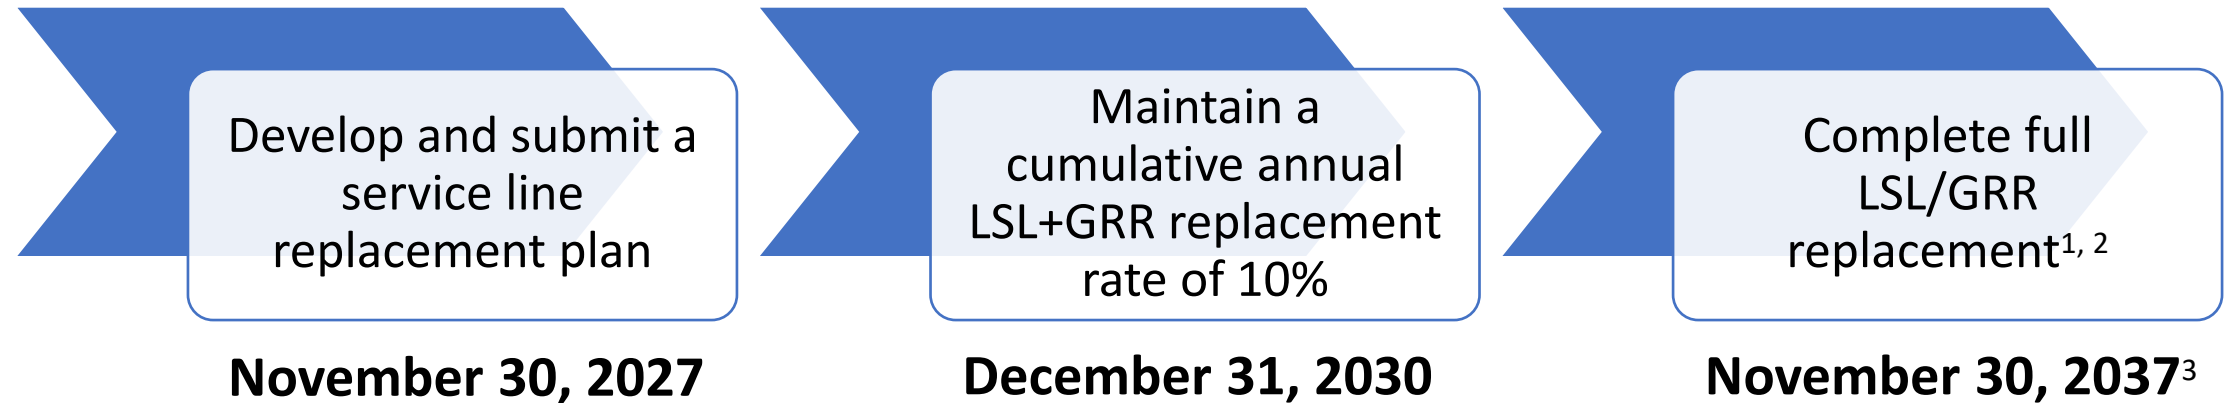 Develop and submit a
service line
replacement plan
November 30, 2027
Maintain a
cumulative annual
LSL+GRR replacement
rate of 10%
December 31, 2030
Complete full
LSL/GRR
replacement1, 2
November 30, 20373